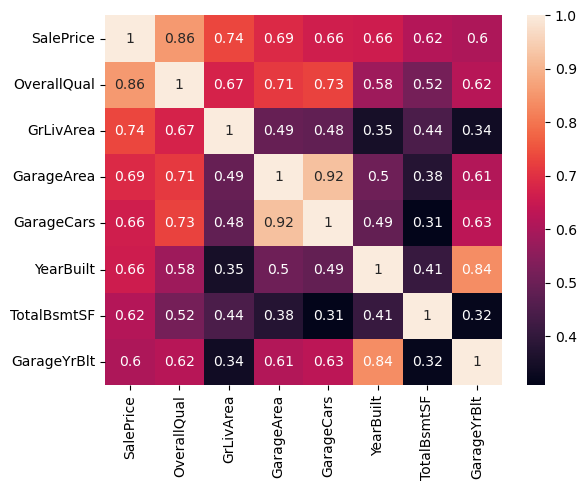 SalePrice 1 0.86 0.74 0.69 0.66 0.66 0.62 0.6
OverallQual 0.86 1 0.67 0.71 0.73 0.58 0.52 0.62
GrLivArea 0.74 0.67 1 0.49 0.48 0.35 0.44 0.34
GarageArea 0.69 0.71 0.49 1 0.92 0.5 0.38 0.61
GarageCars 0.66 0.73 0.48 0.92 1 0.49 0.31 0.63
YearBuilt 0.66 0.58 0.35 0.5 0.49 1 0.41 0.84
TotalBsmtSF 0.62 0.52 0.44 0.38 0.31 0.41 1 0.32
GarageYrBlt 0.6 0.62 0.34 0.61 0.63 0.84 0.32 1
SalePrice
OverallQual
GrLivArea
GarageArea
GarageCars
YearBuilt
TotalBsmtSF
GarageYrBlt
1.0
0.9
0.8
0.7
0.6
0.5
0.4